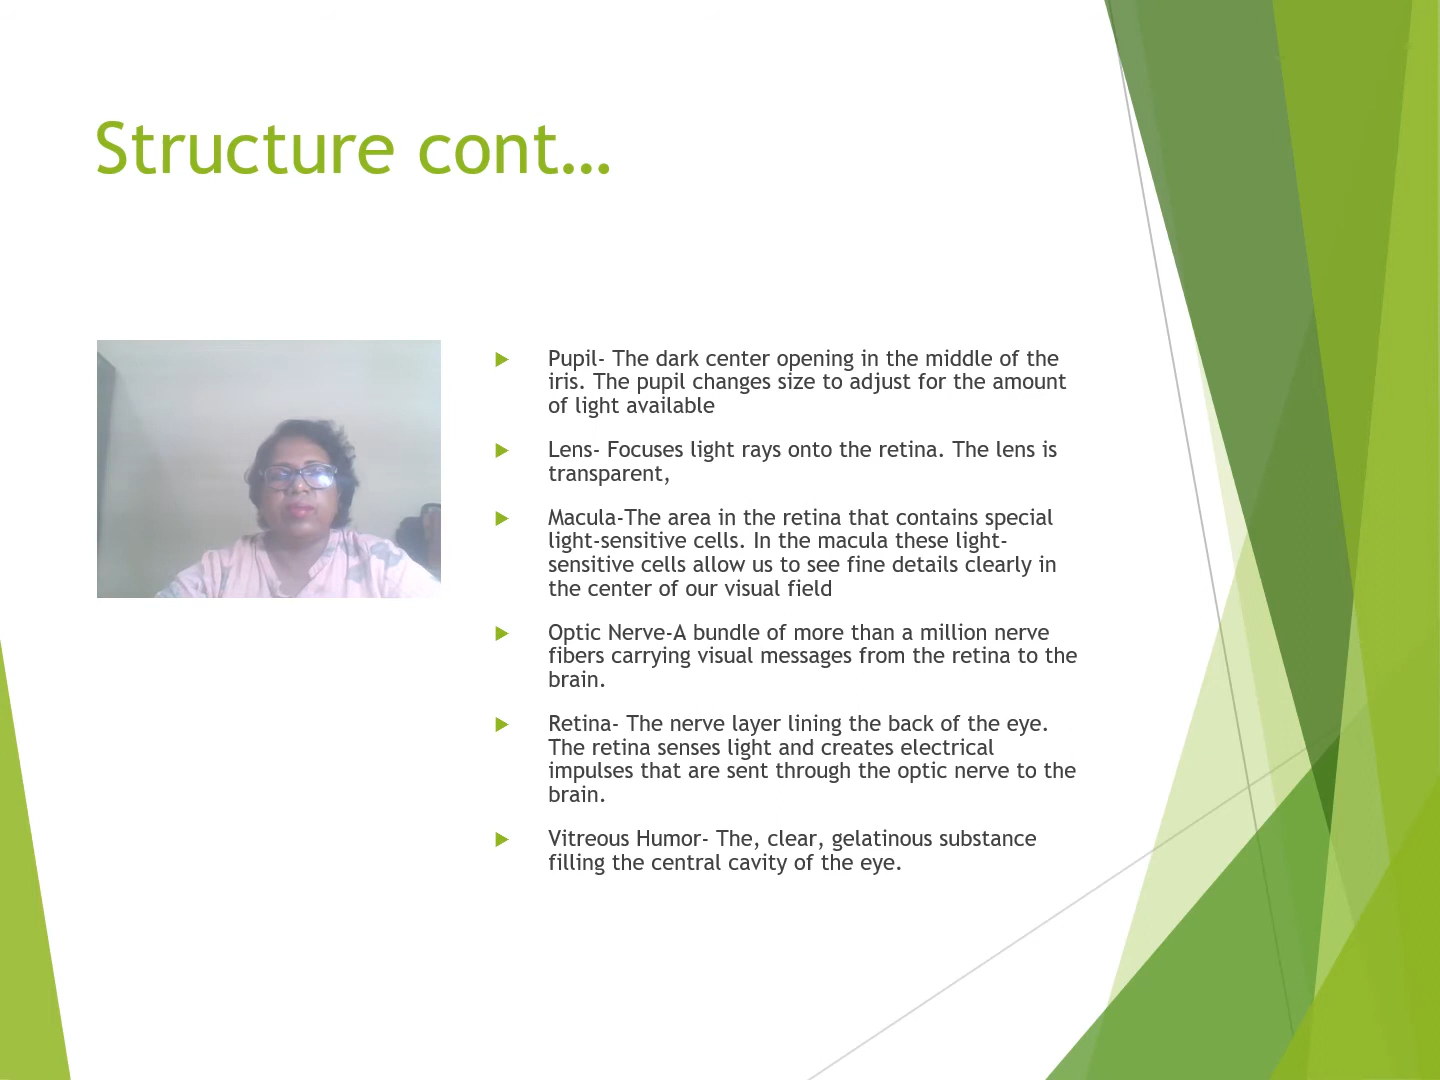 Structure cont…
Pupil- The dark center opening in the middle of the
iris. The pupil changes size to adjust for the amount
of light available
Lens- Focuses light rays onto the retina. The lens is
transparent,
Macula-The area in the retina that contains special
light-sensitive cells. In the macula these light-
sensitive cells allow us to see fine details clearly in
the center of our visual field
Optic Nerve-A bundle of more than a million nerve
fibers carrying visual messages from the retina to the
brain.
Retina- The nerve layer lining the back of the eye.
The retina senses light and creates electrical
impulses that are sent through the optic nerve to the
brain.
Vitreous Humor- The, clear, gelatinous substance
filling the central cavity of the eye.